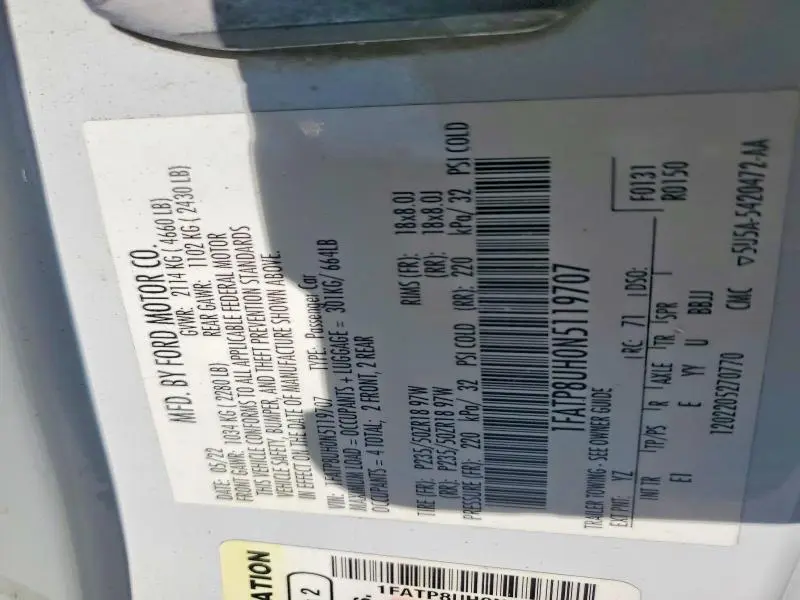 MFD. BY FORD MOTOR CO.
DATE: 05/22 GVWR: 2114 KG ( 4660 LB)
FRONT GAWR: 1034 KG ( 2280 LB) REAR GAWR: 1102 KG ( 2430 LB)
THIS VEHICLE CONFORMS TO ALL APPLICABLE FEDERAL MOTOR
VEHICLE SAFETY, BUMPER, AND THEFT PREVENTION STANDARDS
IN EFFECT ON THE DATE OF MANUFACTURE SHOWN ABOVE.
VIN: 1FATP8UH0N5119707 TYPE: Passenger Car
MAXIMUM LOAD = OCCUPANTS + LUGGAGE = 301KG/ 664LB
OCCUPANTS = 4 TOTAL; 2 FRONT, 2 REAR
TIRE (FR): P235/50ZR18 97W RIMS (FR): 18x8.0J
(RR): P235/50ZR18 97W (RR): 18x8.0J
PRESSURE (FR): 220 kPa/ 32 PSI COLD (RR): 220 kPa/ 32 PSI COLD
1FATP8UH0N5119707
TRAILER TOWING - SEE OWNER GUIDE F0131
EXT PNT: YZ RC: 71 DSO: R0150
INTR TP/PS R AXLE TR SPR
EI E YY U BBJJ
12002205270770 CMC ▽5U5A-5420472-AA
ATION
2
1FATP8UH0N